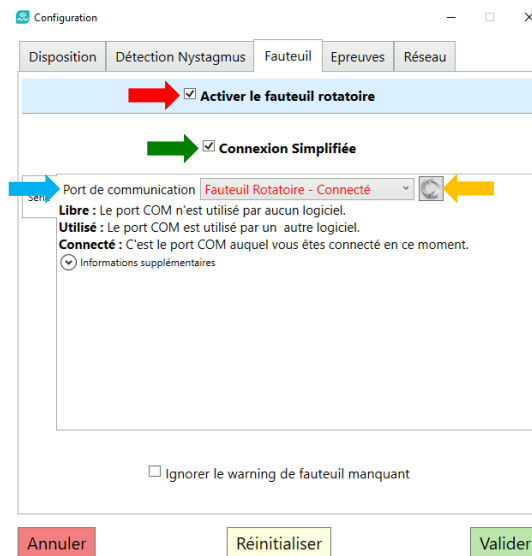 Configuration
Disposition Détection Nystagmus Fauteuil Epreuves Réseau
Activer le fauteuil rotatoire
Connexion Simplifiée
Port de communication Fauteuil Rotatoire - Connecté
Libre : Le port COM n'est utilisé par aucun logiciel.
Utilisé : Le port COM est utilisé par un autre logiciel.
Connecté : C'est le port COM auquel vous êtes connecté en ce moment.
Informations supplémentaires
Ignorer le warning de fauteuil manquant
Annuler Réinitialiser Valider